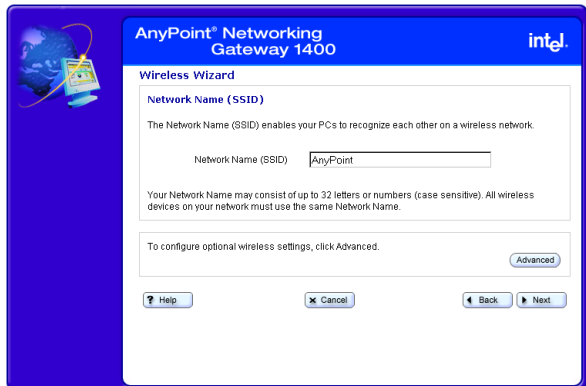 AnyPoint® Networking
Gateway 1400
intel.
Wireless Wizard
Network Name (SSID)
The Network Name (SSID) enables your PCs to recognize each other on a wireless network.
Network Name (SSID) AnyPoint
Your Network Name may consist of up to 32 letters or numbers (case sensitive). All wireless
devices on your network must use the same Network Name.
To configure optional wireless settings, click Advanced.
Advanced
? Help
× Cancel
Back
Next